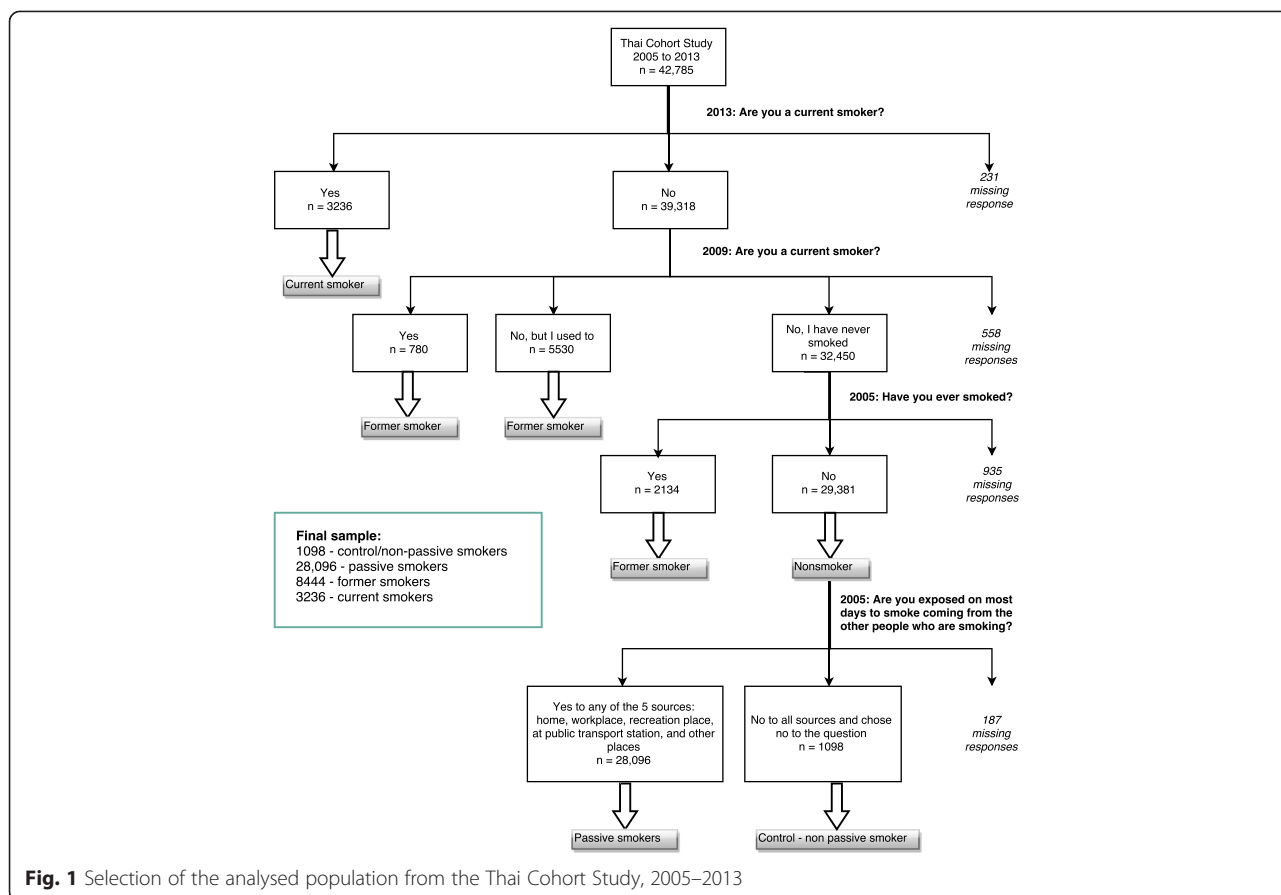 Thai Cohort Study
2005 to 2013
n = 42,785
2013: Are you a current smoker?
Yes
n = 3236
No
n = 39,318
231
missing
response
Current smoker
2009: Are you a current smoker?
Yes
n = 780
No, but I used to
n = 5530
No, I have never
smoked
n = 32,450
558
missing
responses
Former smoker
Former smoker
2005: Have you ever smoked?
Yes
n = 2134
No
n = 29,381
935
missing
responses
Former smoker
Nonsmoker
Final sample:
1098 - control/non-passive smokers
28,096 - passive smokers
8444 - former smokers
3236 - current smokers
2005: Are you exposed on most
days to smoke coming from the
other people who are smoking?
Yes to any of the 5 sources:
home, workplace, recreation place,
at public transport station, and other
places
n = 28,096
No to all sources and chose
no to the question
n = 1098
187
missing
responses
Passive smokers
Control - non passive smoker
Fig. 1 Selection of the analysed population from the Thai Cohort Study, 2005–2013